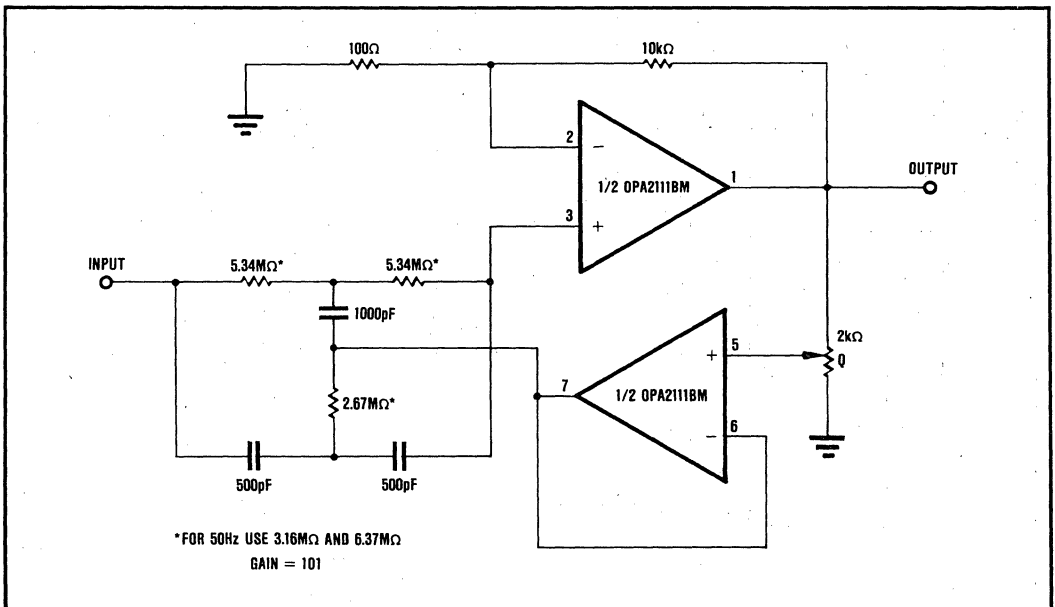 100Ω
10kΩ
2
−
1/2 OPA2111BM
1
OUTPUT
3
+
INPUT
5.34MΩ*
5.34MΩ*
1000pF
2kΩ
Q
+
5
7
1/2 OPA2111BM
2.67MΩ*
−
6
500pF
500pF
*FOR 50Hz USE 3.16MΩ AND 6.37MΩ
GAIN = 101